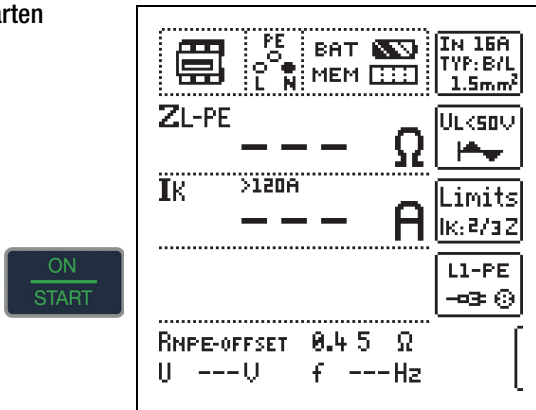 arten
PE
L N
BAT
MEM
IN 16A
TYP: B/L
1.5mm²
ZL-PE
--- Ω
UL<50V
IK >120A
--- A
Limits
IK: 2/3 Z
L1-PE
ON
START
RNPE-OFFSET 0.45 Ω
U ---V f ---Hz